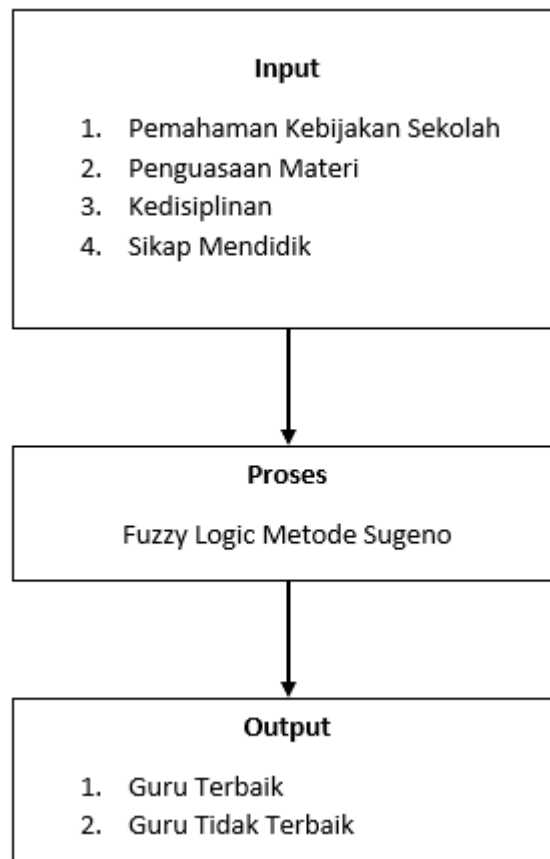 Input
1. Pemahaman Kebijakan Sekolah
2. Penguasaan Materi
3. Kedisiplinan
4. Sikap Mendidik
Proses
Fuzzy Logic Metode Sugeno
Output
1. Guru Terbaik
2. Guru Tidak Terbaik